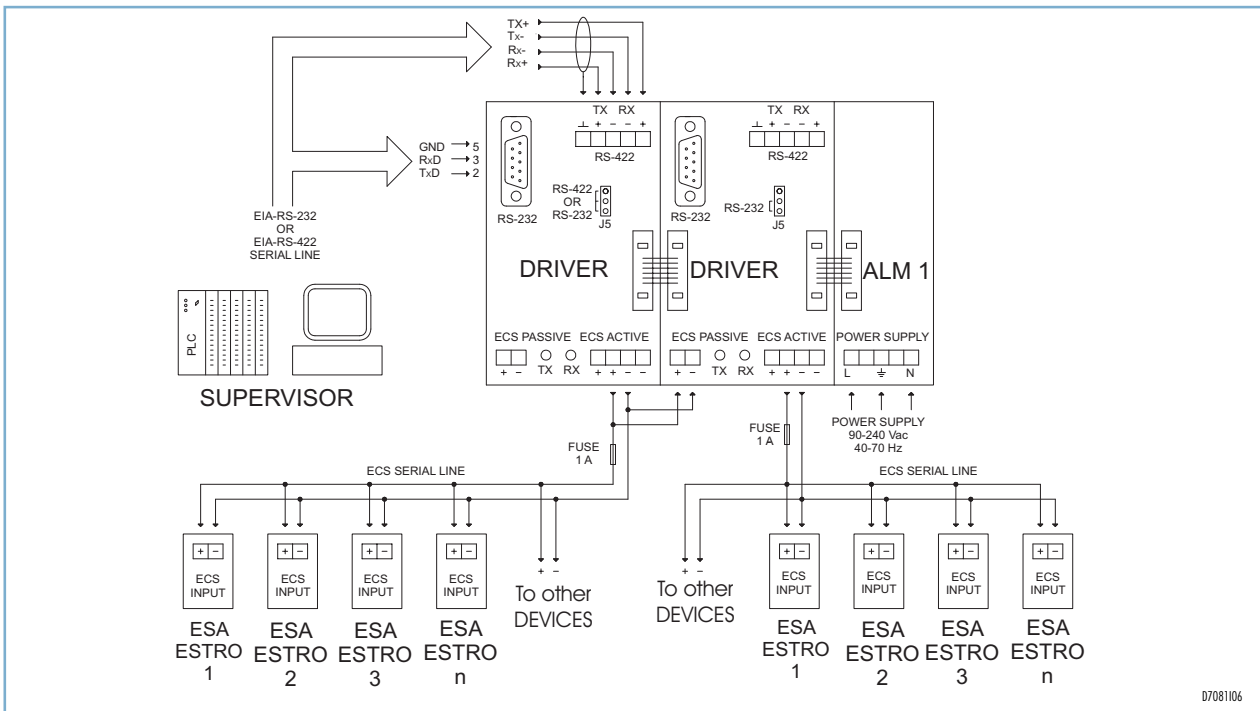 TX+
Tx-
Rx-
Rx+
GND 5
RxD 3
TxD 2
EIA-RS-232
OR
EIA-RS-422
SERIAL LINE
PLC
SUPERVISOR
TX RX
⊥ + − − +
RS-422
RS-232
RS-422
OR
RS-232
J5
DRIVER
ECS PASSIVE
+ −
TX RX
ECS ACTIVE
+ + − −
TX RX
⊥ + − − +
RS-422
RS-232
RS-232
J5
DRIVER
ECS PASSIVE
+ −
TX RX
ECS ACTIVE
+ + − −
ALM 1
POWER SUPPLY
L ⏚ N
POWER SUPPLY
90-240 Vac
40-70 Hz
FUSE
1 A
FUSE
1 A
ECS SERIAL LINE
ECS SERIAL LINE
+ −
ECS
INPUT
ESA
ESTRO
1
+ −
ECS
INPUT
ESA
ESTRO
2
+ −
ECS
INPUT
ESA
ESTRO
3
+ −
ECS
INPUT
ESA
ESTRO
n
+ −
To other
DEVICES
+ −
To other
DEVICES
+ −
ECS
INPUT
ESA
ESTRO
1
+ −
ECS
INPUT
ESA
ESTRO
2
+ −
ECS
INPUT
ESA
ESTRO
3
+ −
ECS
INPUT
ESA
ESTRO
n
D7081I06